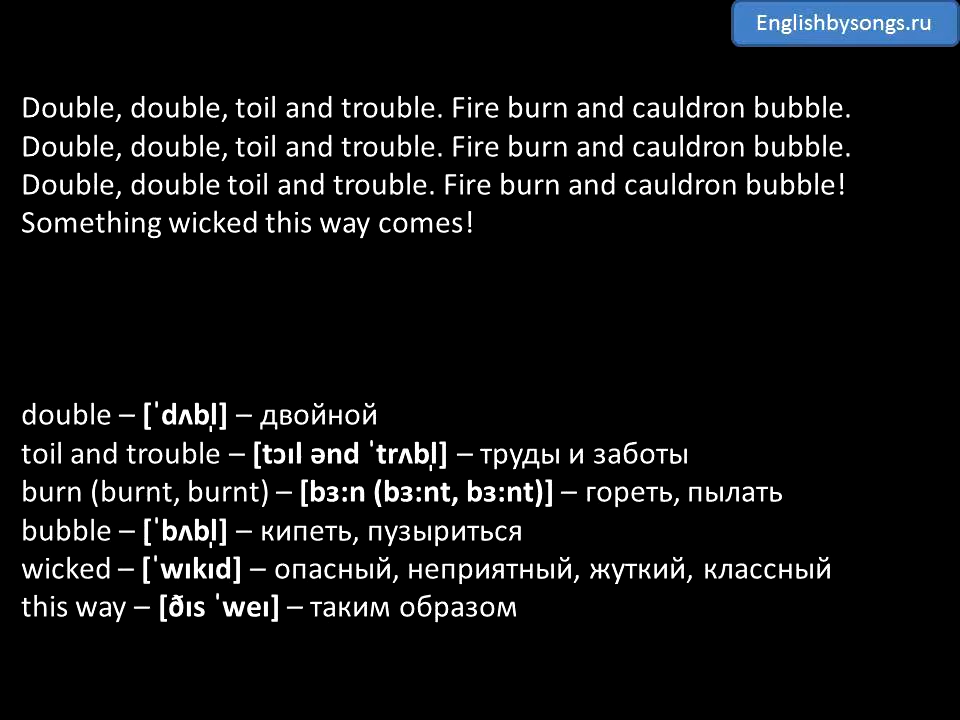 Englishbysongs.ru
Double, double, toil and trouble. Fire burn and cauldron bubble.
Double, double, toil and trouble. Fire burn and cauldron bubble.
Double, double toil and trouble. Fire burn and cauldron bubble!
Something wicked this way comes!
double – [ˈdʌbl̩] – двойной
toil and trouble – [tɔɪl ənd ˈtrʌbl̩] – труды и заботы
burn (burnt, burnt) – [bɜ:n (bɜ:nt, bɜ:nt)] – гореть, пылать
bubble – [ˈbʌbl̩] – кипеть, пузыриться
wicked – [ˈwɪkɪd] – опасный, неприятный, жуткий, классный
this way – [ðɪs ˈweɪ] – таким образом